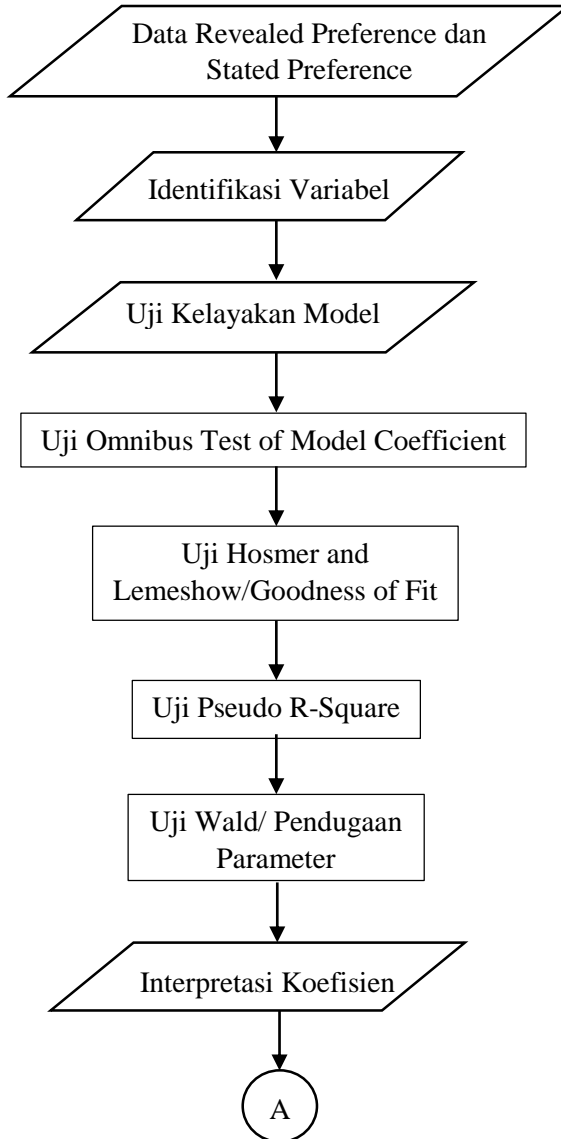 Data Revealed Preference dan
Stated Preference
Identifikasi Variabel
Uji Kelayakan Model
Uji Omnibus Test of Model Coefficient
Uji Hosmer and
Lemeshow/Goodness of Fit
Uji Pseudo R-Square
Uji Wald/ Pendugaan
Parameter
Interpretasi Koefisien
A